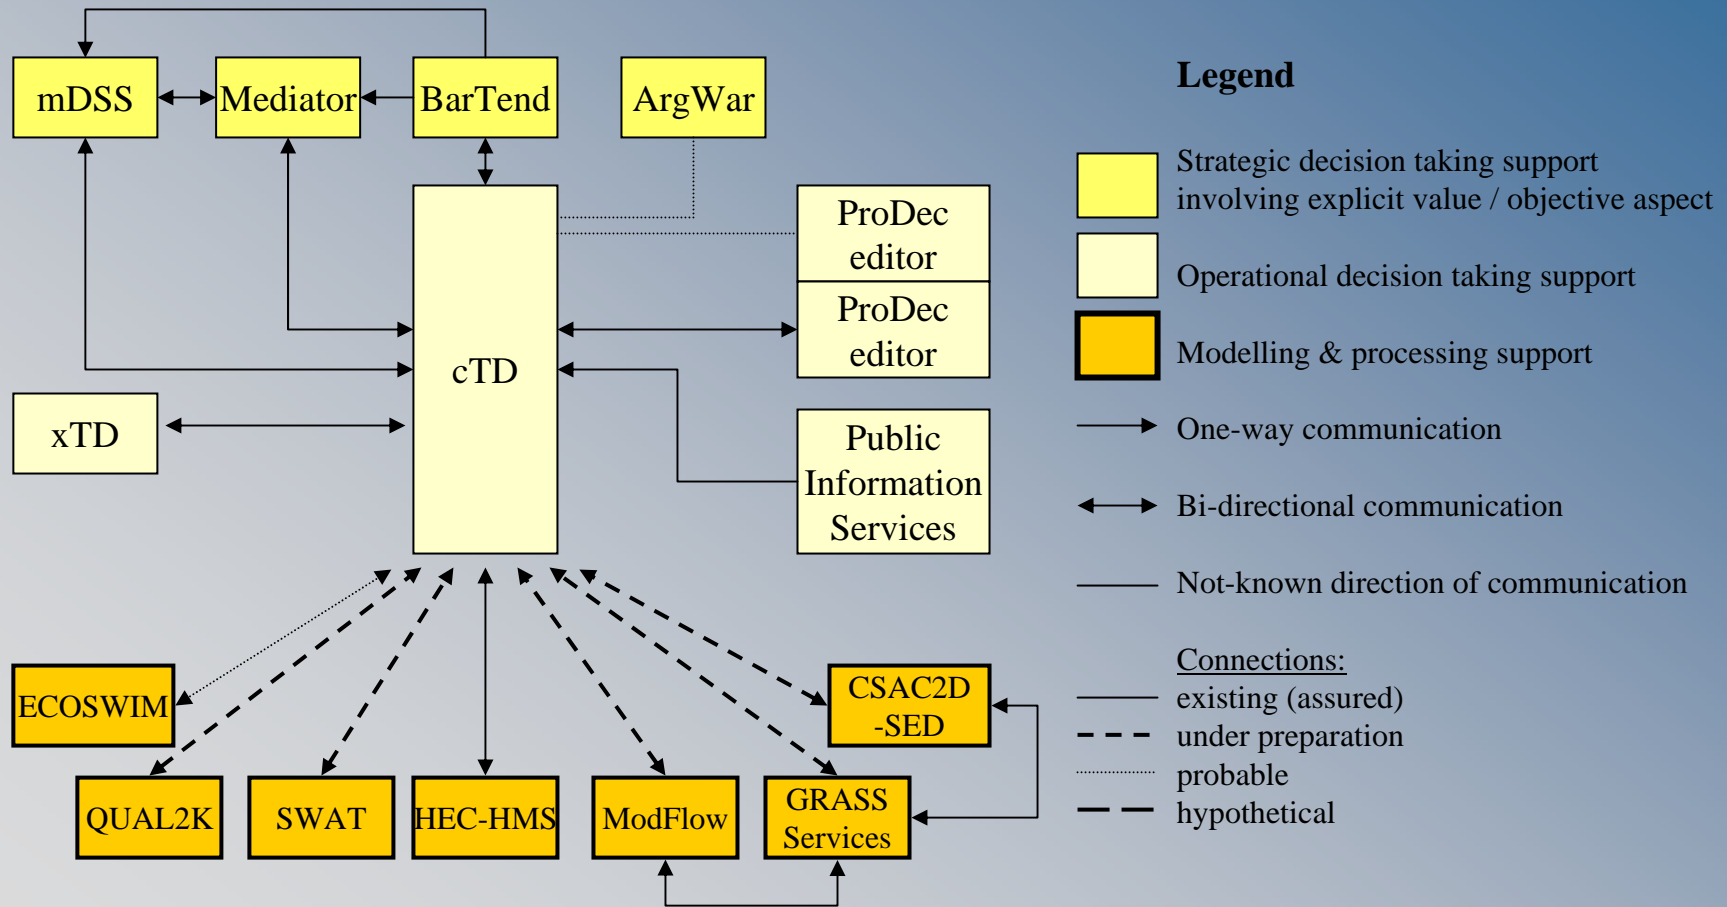 mDSS
Mediator
BarTend
ArgWar
ProDec
editor
ProDec
editor
cTD
xTD
Public
Information
Services
ECOSWIM
CSAC2D
-SED
QUAL2K
SWAT
HEC-HMS
ModFlow
GRASS
Services
Legend
Strategic decision taking support
involving explicit value / objective aspect
Operational decision taking support
Modelling & processing support
One-way communication
Bi-directional communication
Not-known direction of communication
Connections:
existing (assured)
under preparation
probable
hypothetical